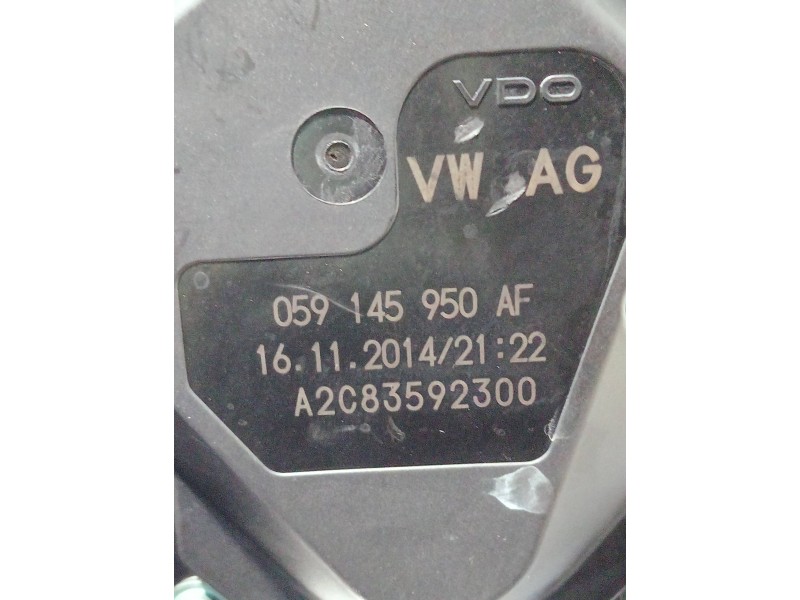 VDO
VW AG
059 145 950 AF
16.11.2014/21:22
A2C83592300